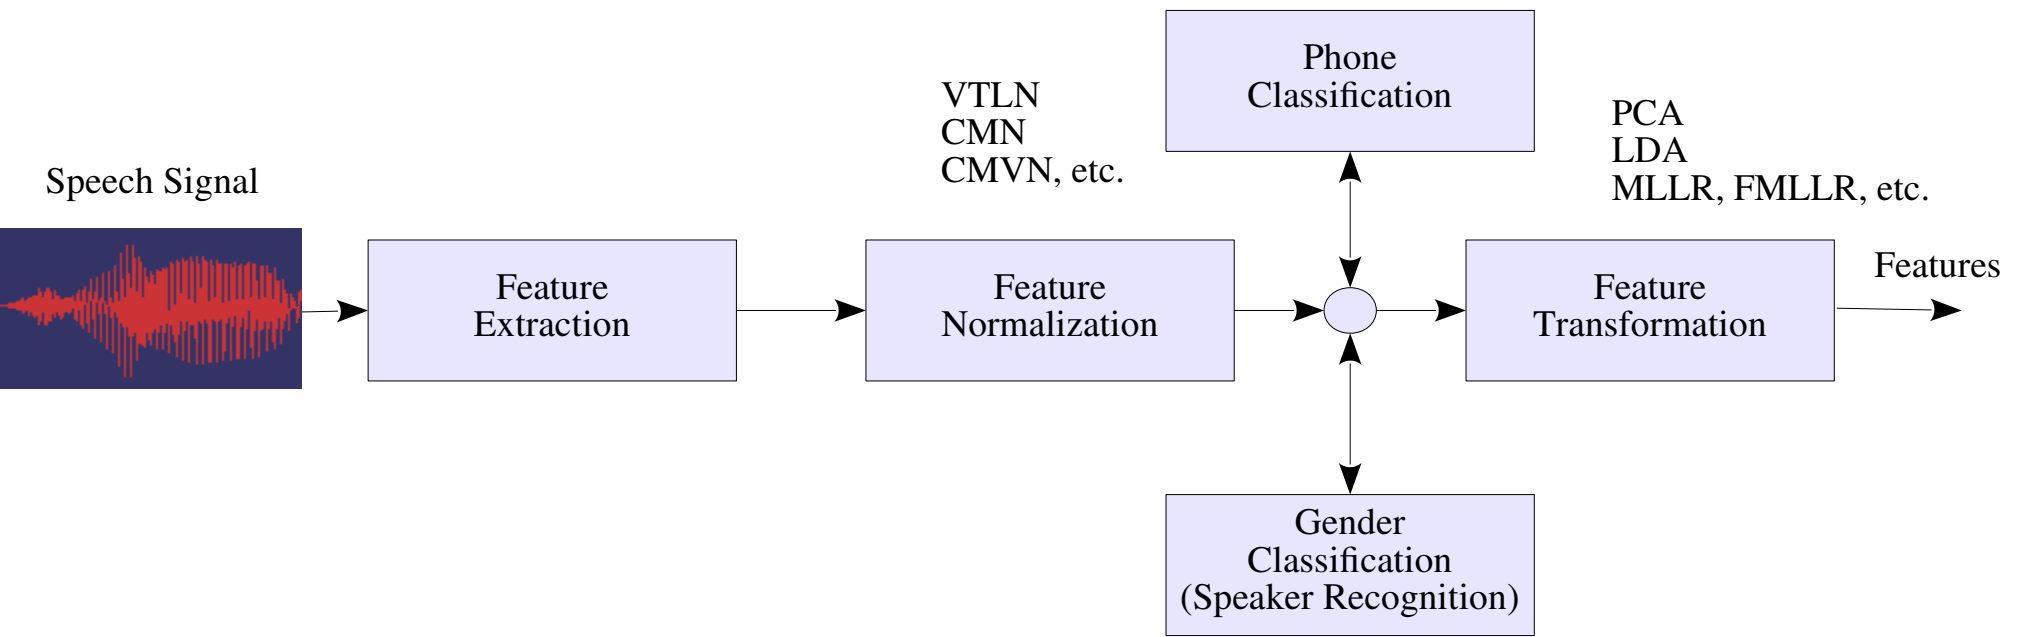 Speech Signal
Feature
Extraction
VTLN
CMN
CMVN, etc.
Feature
Normalization
Phone
Classification
Gender
Classification
(Speaker Recognition)
PCA
LDA
MLLR, FMLLR, etc.
Feature
Transformation
Features